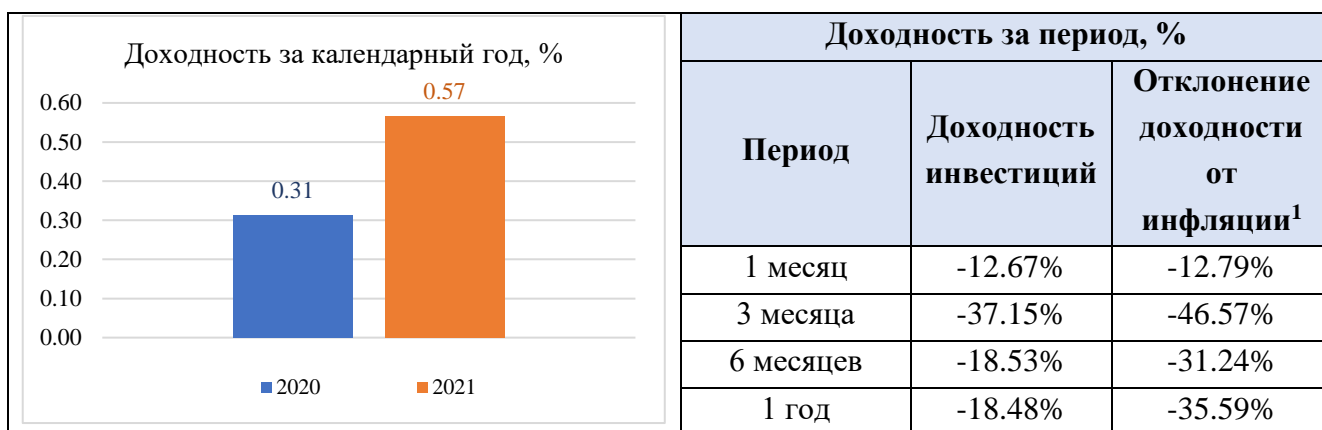 Доходность за календарный год, %
0.60
0.50
0.40
0.30
0.20
0.10
0.00
0.31
0.57
2020 2021
Доходность за период, %
Период
Доходность
инвестиций
Отклонение
доходности
от
инфляции¹
1 месяц -12.67% -12.79%
3 месяца -37.15% -46.57%
6 месяцев -18.53% -31.24%
1 год -18.48% -35.59%